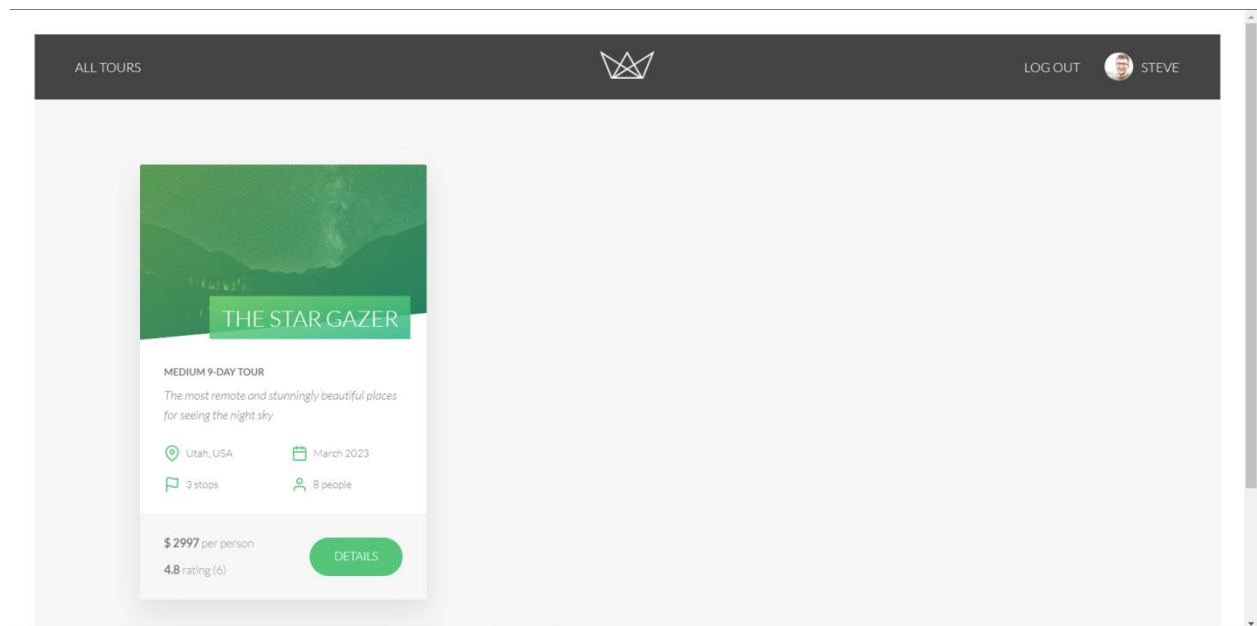 ALL TOURS
LOG OUT
STEVE
THE STAR GAZER
MEDIUM 9-DAY TOUR
The most remote and stunningly beautiful places
for seeing the night sky
Utah, USA
March 2023
3 stops
8 people
$ 2997 per person
4.8 rating (6)
DETAILS